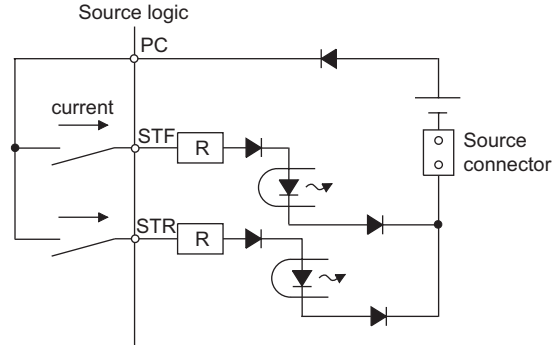 Source logic
PC
current
STF
R
Source
connector
STR
R